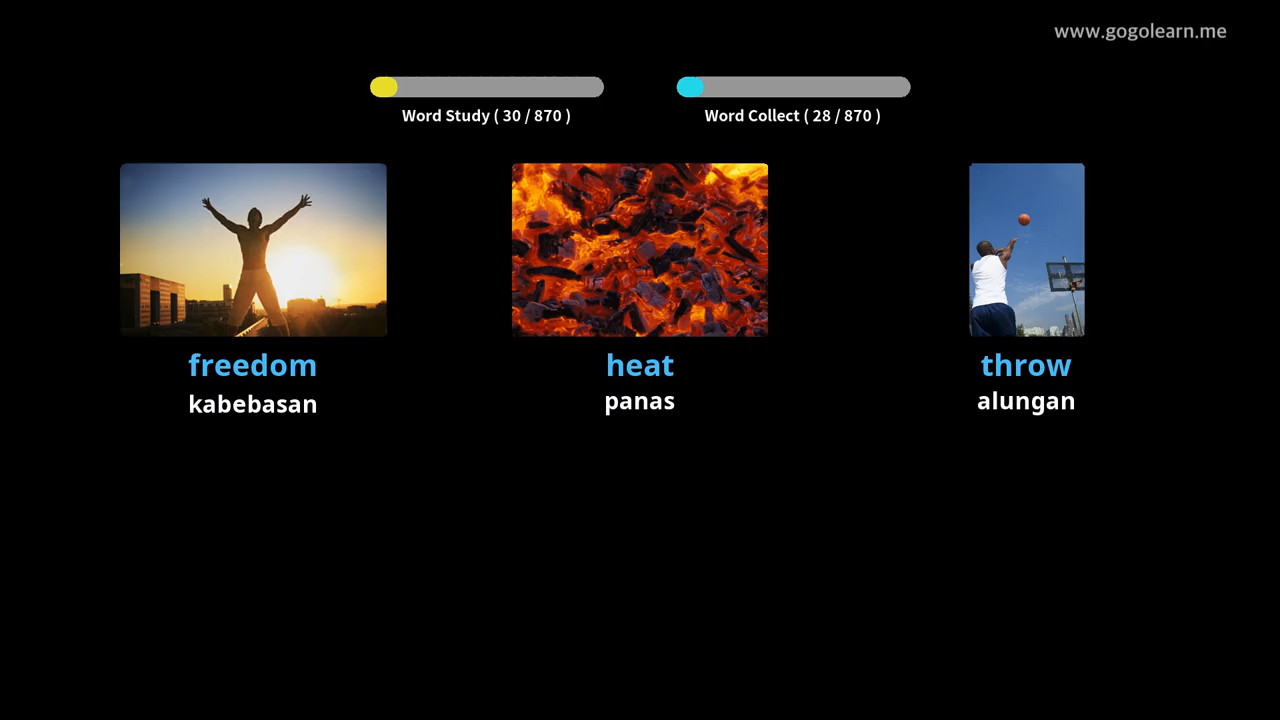 www.gogolearn.me
Word Study ( 30 / 870 )
Word Collect ( 28 / 870 )
freedom
kabebasan
heat
panas
throw
alungan